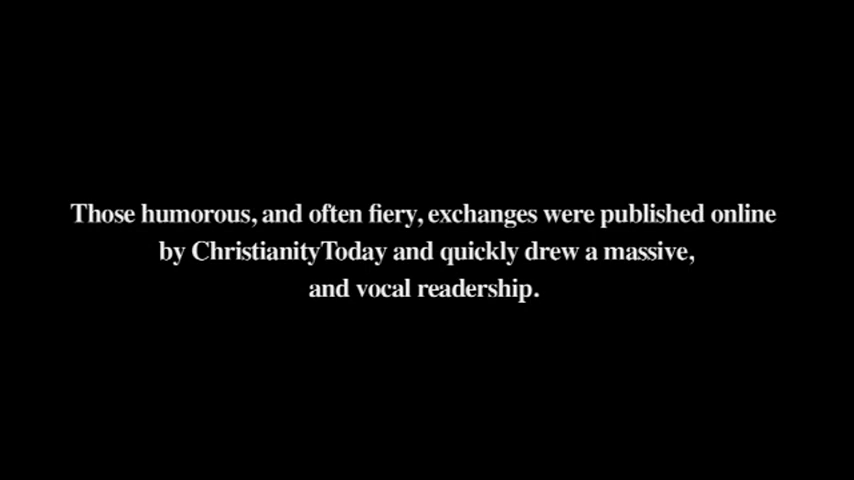 Those humorous, and often fiery, exchanges were published online
by ChristianityToday and quickly drew a massive,
and vocal readership.